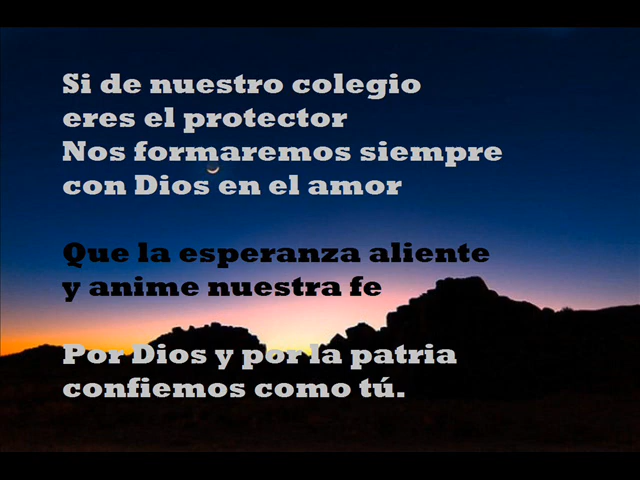 Si de nuestro colegio
eres el protector
Nos formaremos siempre
con Dios en el amor
Que la esperanza aliente
y anime nuestra fe
Por Dios y por la patria
confiemos como tú.